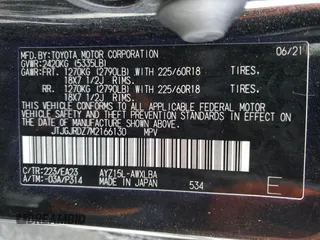 MFD.BY:TOYOTA MOTOR CORPORATION 06/21
GVWR:2420KG (5335LB)
GAWR:FRT. 1270KG (2790LB) WITH 225/60R18 TIRES.
18X7 1/2J RIMS.
RR. 1270KG (2790LB) WITH 225/60R18 TIRES.
18X7 1/2J RIMS.
THIS VEHICLE CONFORMS TO ALL APPLICABLE FEDERAL MOTOR
VEHICLE SAFETY AND BUMPER STANDARDS IN EFFECT ON THE
DATE OF MANUFACTURE SHOWN ABOVE.
JTJGJRDZ7M2166130 MPV
C/TR:223/EA23 AYZ15L-AWXLBA
A/TM:-03A/P314 MADE IN JAPAN 534 E
DREAMBID